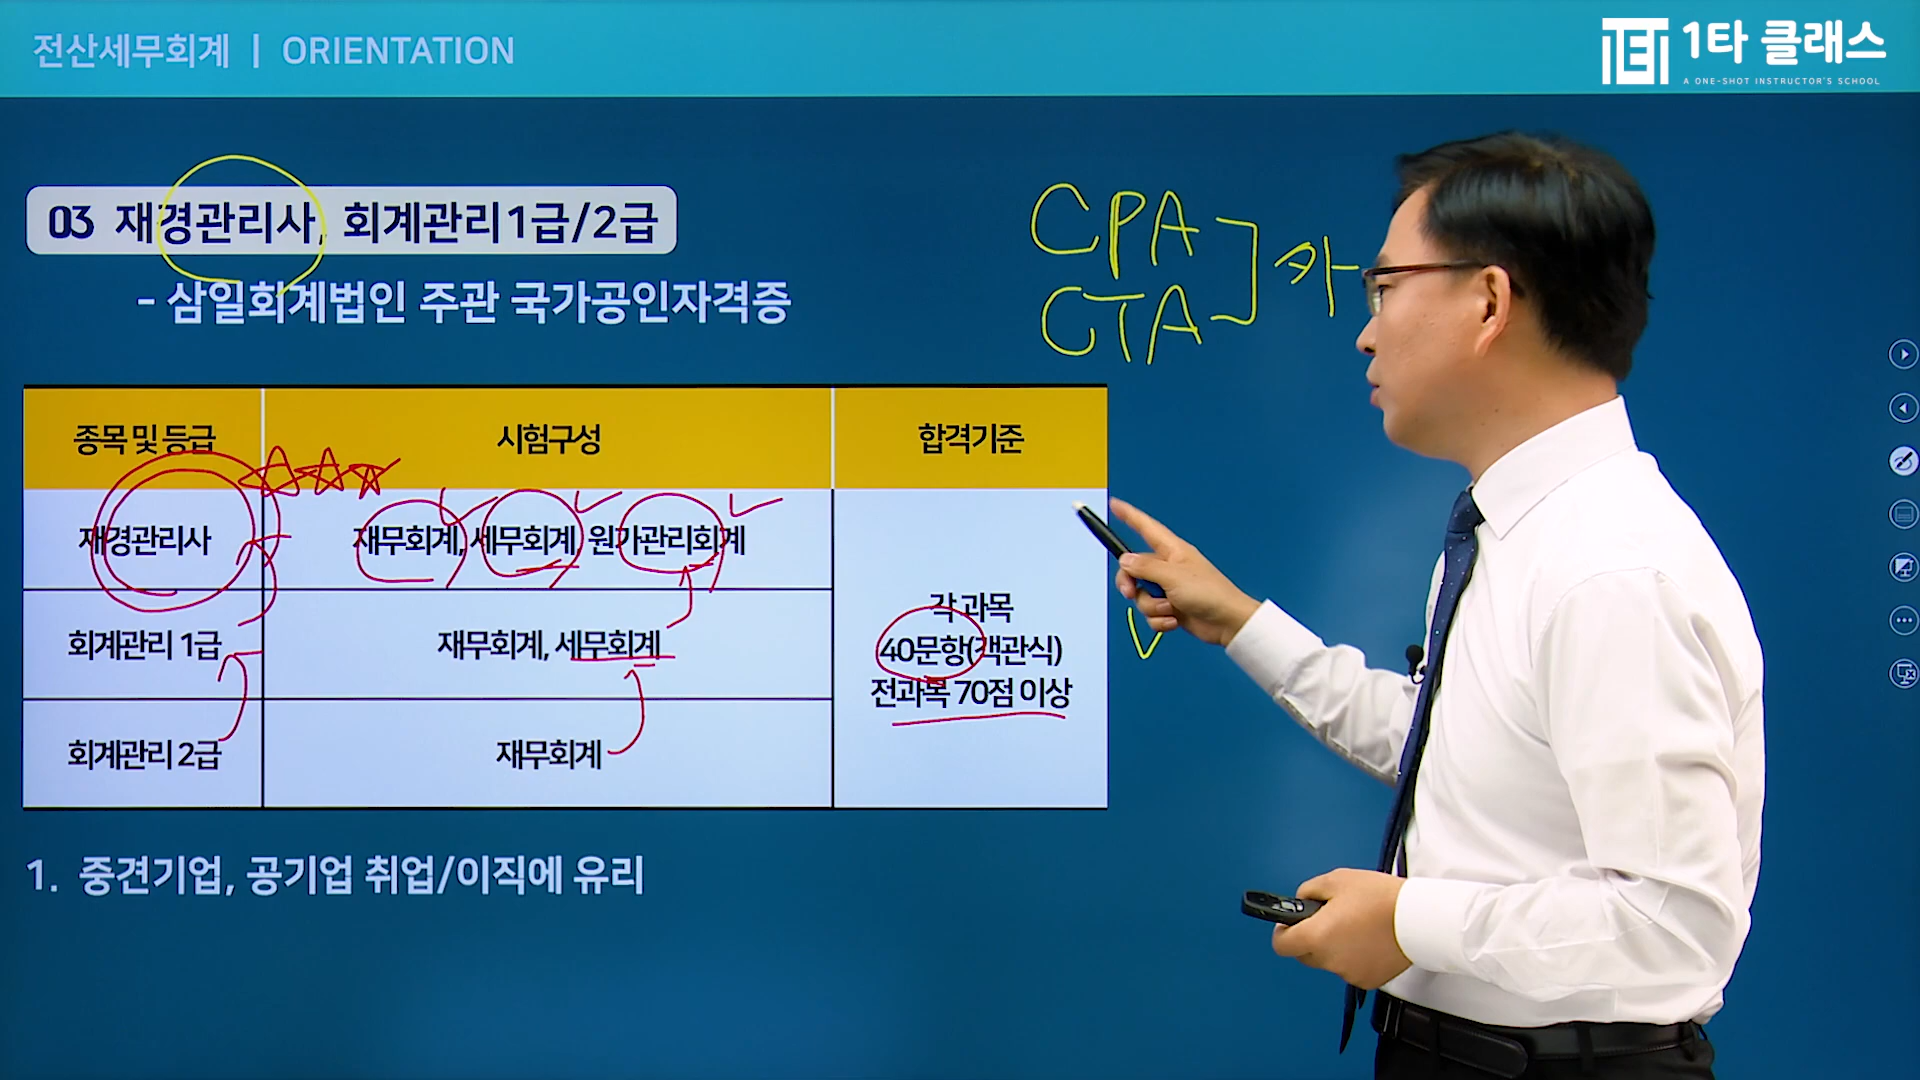 전산세무회계 | ORIENTATION
1타 클래스
A ONE-SHOT INSTRUCTOR'S SCHOOL
03 재경관리사, 회계관리1급/2급
- 삼일회계법인 주관 국가공인자격증
CPA
CTA
종목 및 등급
시험구성
합격기준
재경관리사
재무회계, 세무회계, 원가관리회계
회계관리 1급
재무회계, 세무회계
회계관리 2급
재무회계
각 과목
40문항(객관식)
전과목 70점 이상
1. 중견기업, 공기업 취업/이직에 유리